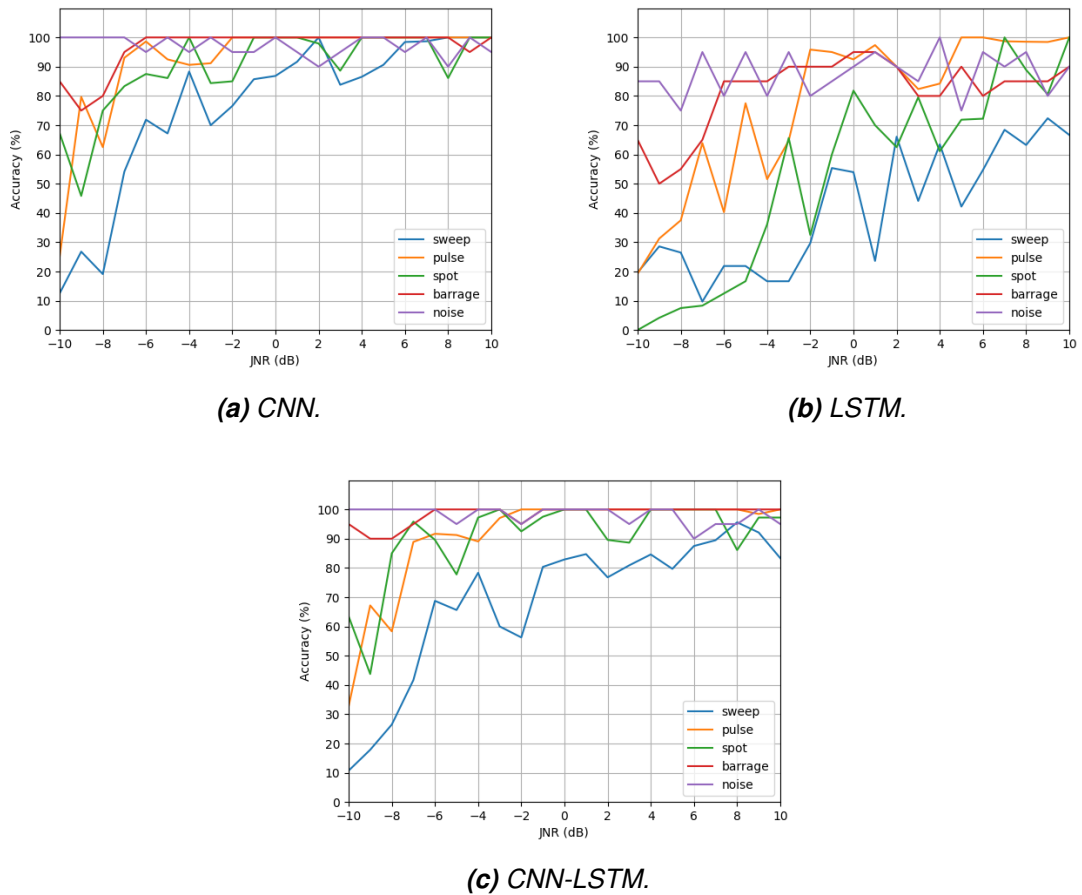 100
90
80
70
60
50
40
30
20
10
0
Accuracy (%)
−10 −8 −6 −4 −2 0 2 4 6 8 10
JNR (dB)
sweep
pulse
spot
barrage
noise
(a) CNN.
100
90
80
70
60
50
40
30
20
10
0
Accuracy (%)
−10 −8 −6 −4 −2 0 2 4 6 8 10
JNR (dB)
sweep
pulse
spot
barrage
noise
(b) LSTM.
100
90
80
70
60
50
40
30
20
10
0
Accuracy (%)
−10 −8 −6 −4 −2 0 2 4 6 8 10
JNR (dB)
sweep
pulse
spot
barrage
noise
(c) CNN-LSTM.